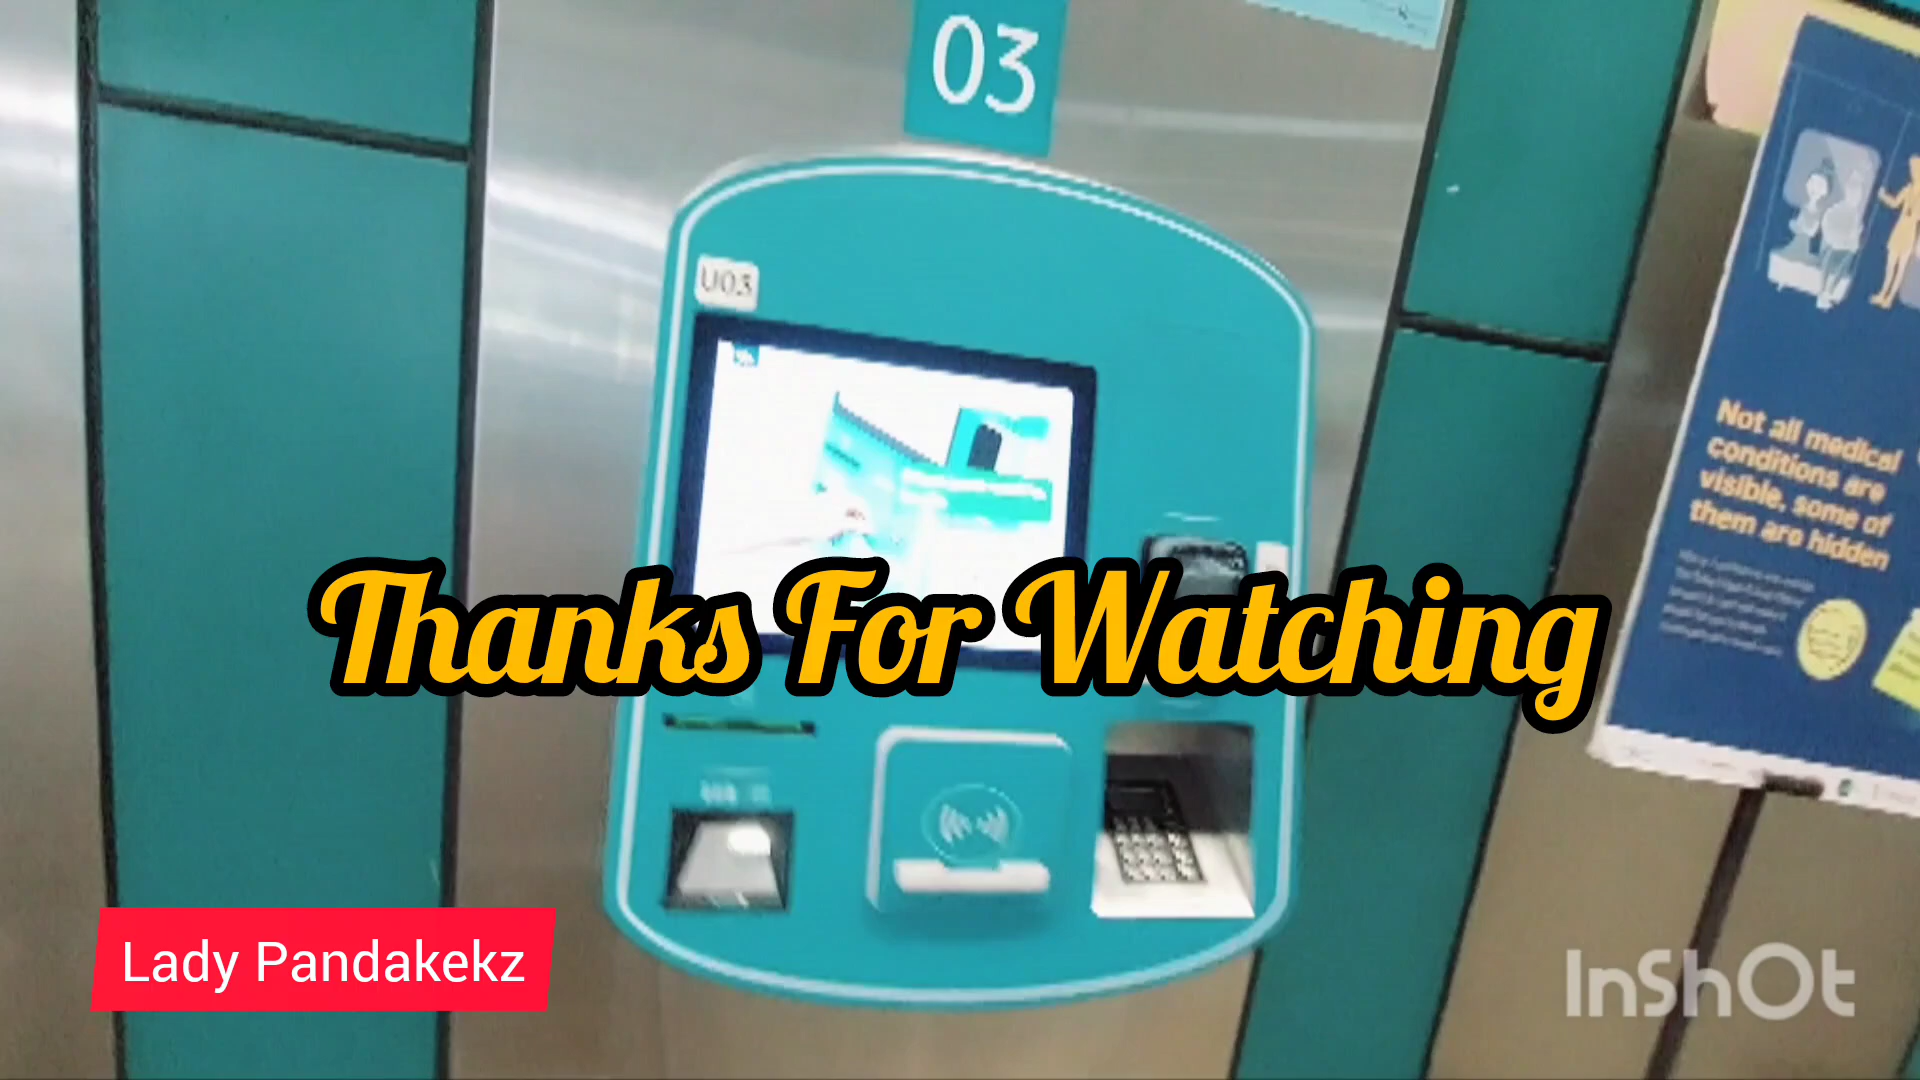 03
U03
Not all medical
conditions are
visible, some of
them are hidden
Thanks For Watching
Lady Pandakekz
InShOt